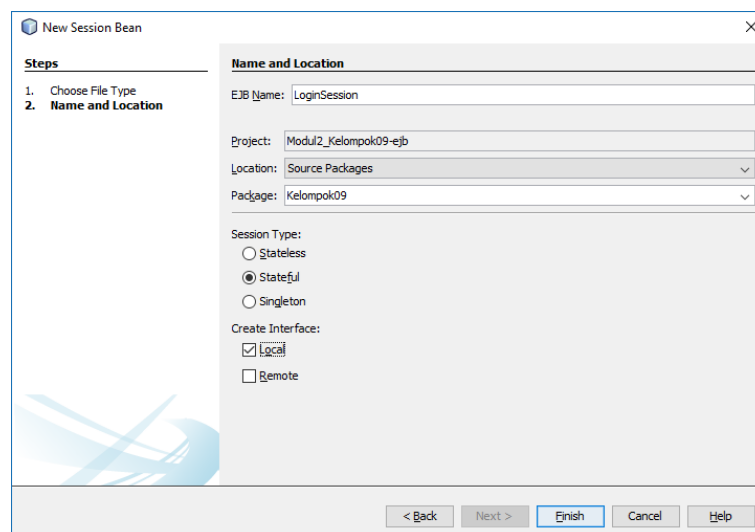 New Session Bean
Steps
1. Choose File Type
2. Name and Location
Name and Location
EJB Name: LoginSession
Project: Modul2_Kelompok09-ejb
Location: Source Packages
Package: Kelompok09
Session Type:
Stateless
Stateful
Singleton
Create Interface:
Local
Remote
< Back Next > Finish Cancel Help